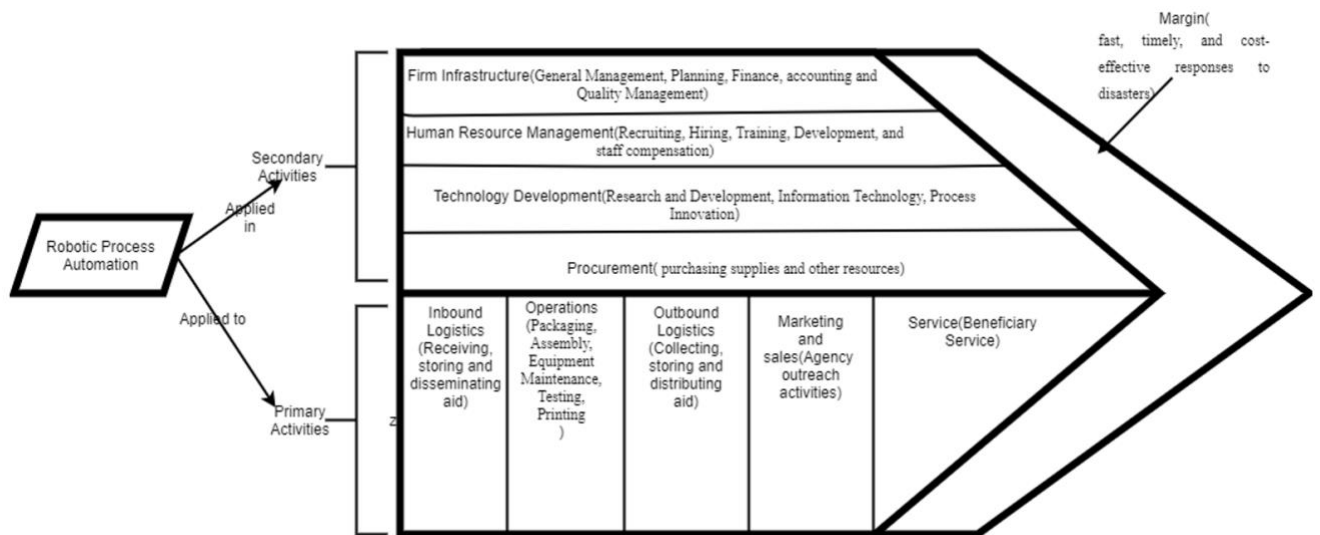 Margin(
fast, timely, and cost-
effective responses to
disasters)
Firm Infrastructure(General Management, Planning, Finance, accounting and
Quality Management)
Human Resource Management(Recruiting, Hiring, Training, Development, and
staff compensation)
Technology Development(Research and Development, Information Technology, Process
Innovation)
Procurement( purchasing supplies and other resources)
Secondary
Activities
Applied
in
Robotic Process
Automation
Applied to
Primary
Activities
z
Inbound
Logistics
(Receiving,
storing and
disseminating
aid)
Operations
(Packaging,
Assembly,
Equipment
Maintenance,
Testing,
Printing
)
Outbound
Logistics
(Collecting,
storing and
distributing
aid)
Marketing
and
sales(Agency
outreach
activities)
Service(Beneficiary
Service)